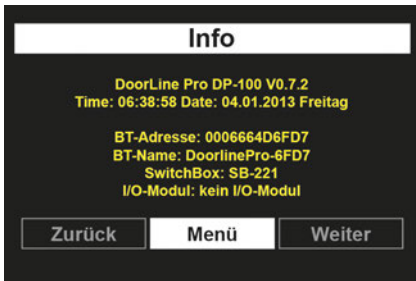 Info
DoorLine Pro DP-100 V0.7.2
Time: 06:38:58 Date: 04.01.2013 Freitag
BT-Adresse: 0006664D6FD7
BT-Name: DoorlinePro-6FD7
SwitchBox: SB-221
I/O-Modul: kein I/O-Modul
Zurück Menü Weiter